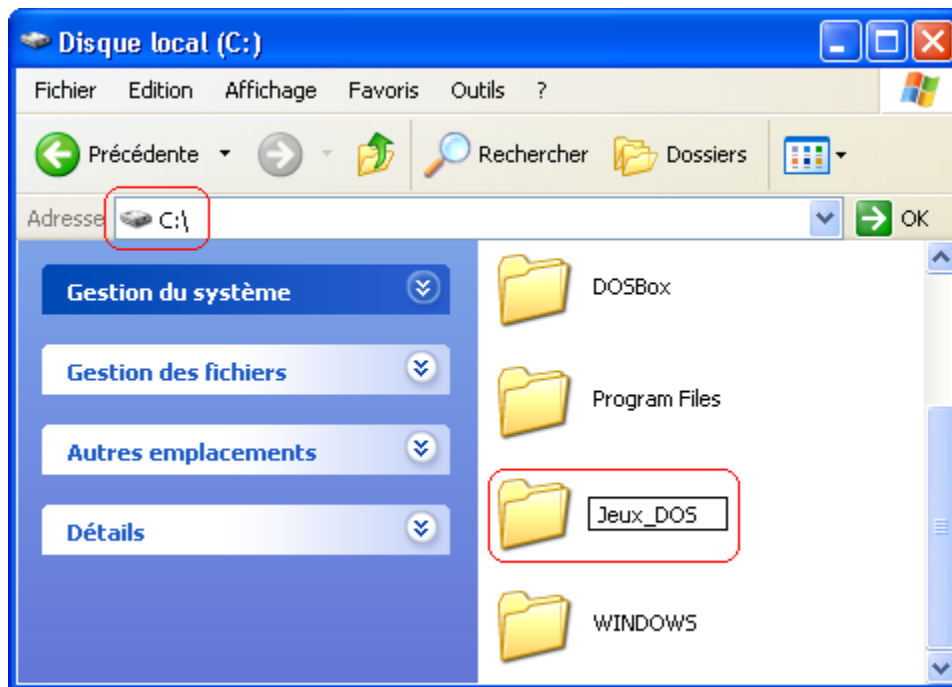 Disque local (C:)
Fichier Edition Affichage Favoris Outils ?
Précédente Rechercher Dossiers
Adresse C:\ OK
Gestion du système
Gestion des fichiers
Autres emplacements
Détails
DOSBox
Program Files
Jeux_DOS
WINDOWS